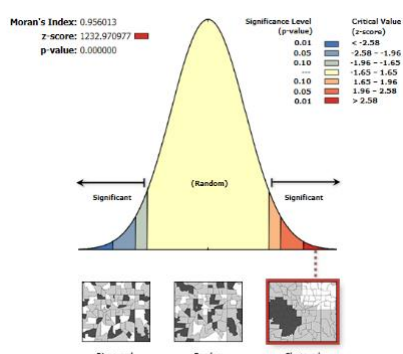 Moran's Index: 0.956013
z-score: 1232.970977
p-value: 0.000000
Significance Level
(p-value)
Critical Value
(z-score)
0.01 < -2.58
0.05 -2.58 - -1.96
0.10 -1.96 - -1.65
--- -1.65 - 1.65
0.10 1.65 - 1.96
0.05 1.96 - 2.58
0.01 > 2.58
(Random)
Significant
Significant